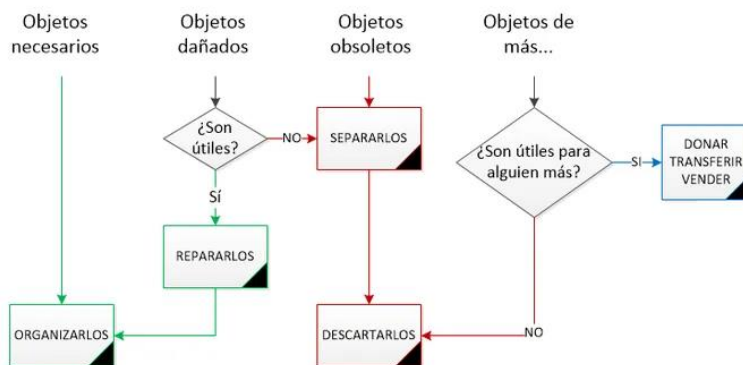 Objetos
necesarios
Objetos
dañados
Objetos
obsoletos
Objetos de
más...
¿Son
útiles?
NO
SEPARARLOS
¿Son útiles para
alguien más?
SI
DONAR
TRANSFERIR
VENDER
Sí
REPARARLOS
ORGANIZARLOS
DESCARTARLOS
NO